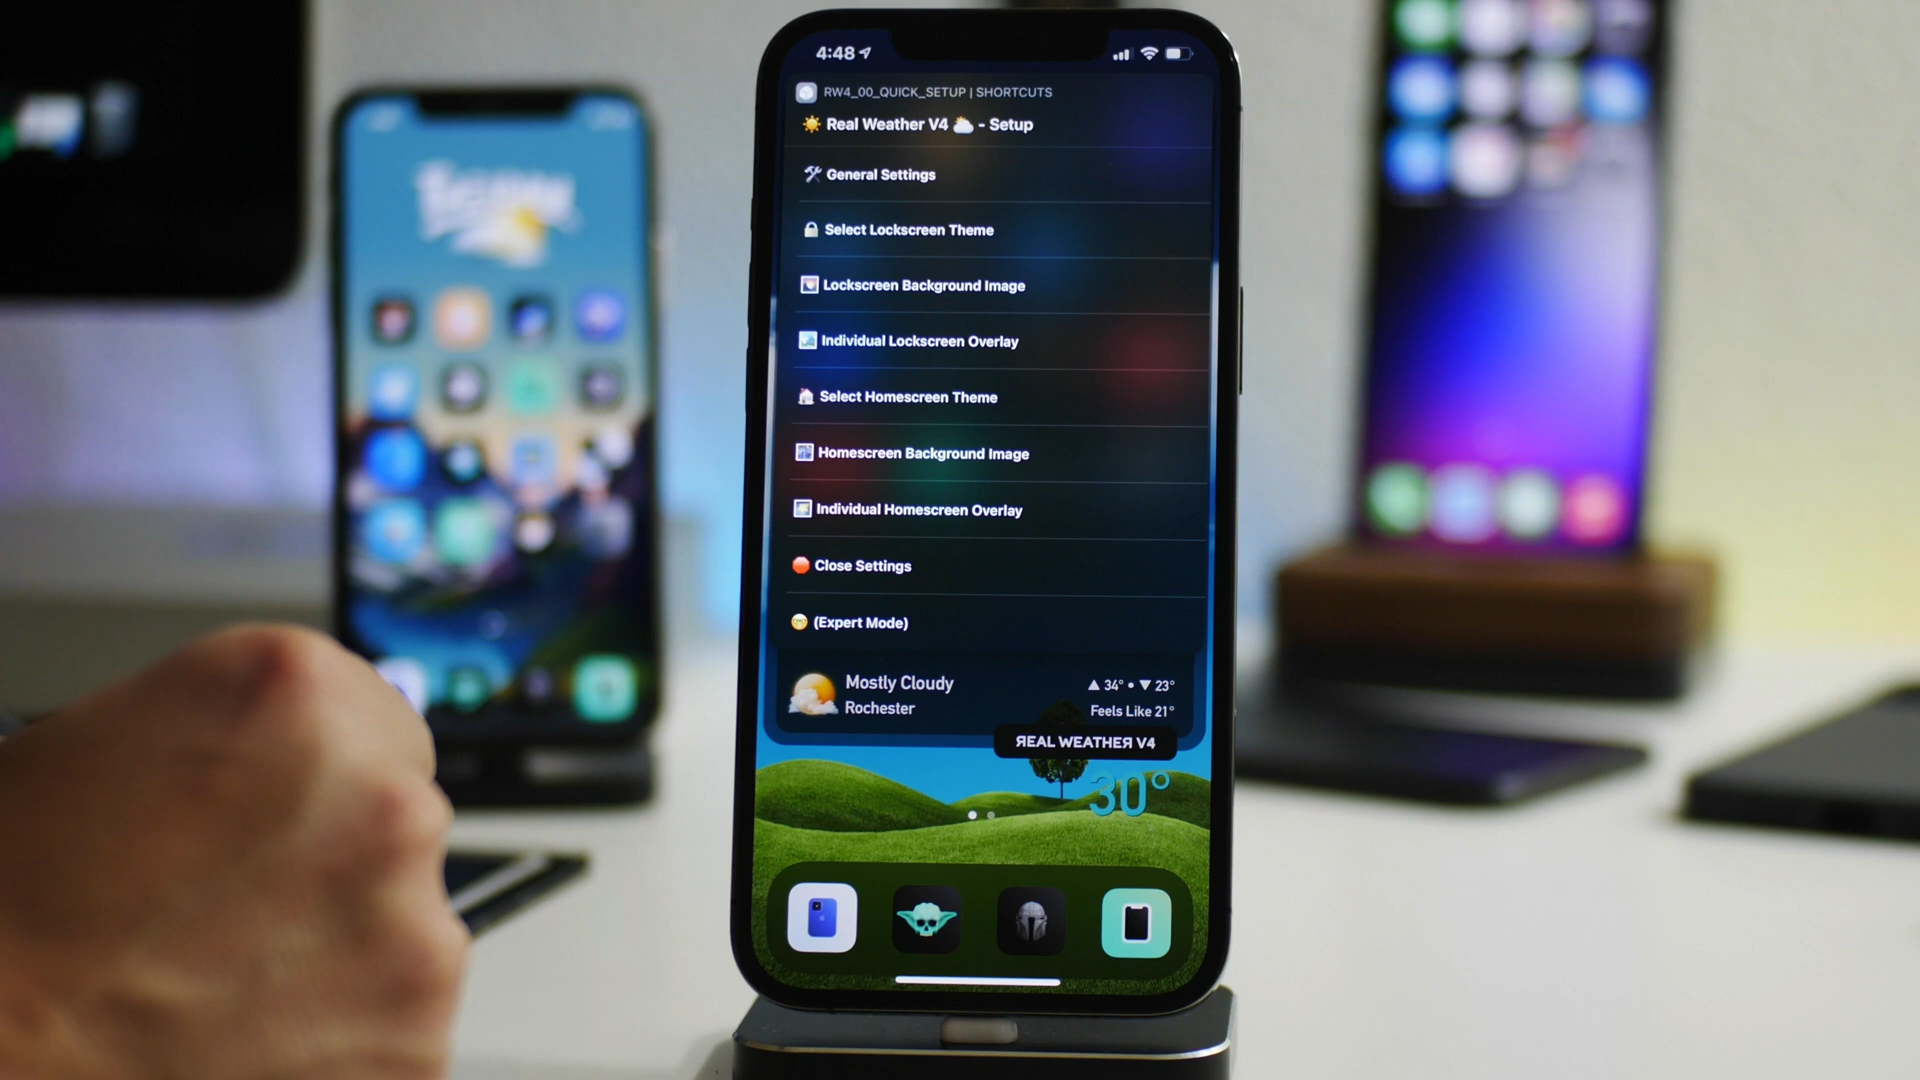 4:48
RW4_00_QUICK_SETUP | SHORTCUTS
☀️ Real Weather V4 🌥️ - Setup
🛠️ General Settings
🔒 Select Lockscreen Theme
Lockscreen Background Image
Individual Lockscreen Overlay
🏠 Select Homescreen Theme
Homescreen Background Image
Individual Homescreen Overlay
🛑 Close Settings
🤓 (Expert Mode)
Mostly Cloudy ▲ 34° • ▼ 23°
Rochester Feels Like 21°
ЯEAL WEATHEЯ V4
30°